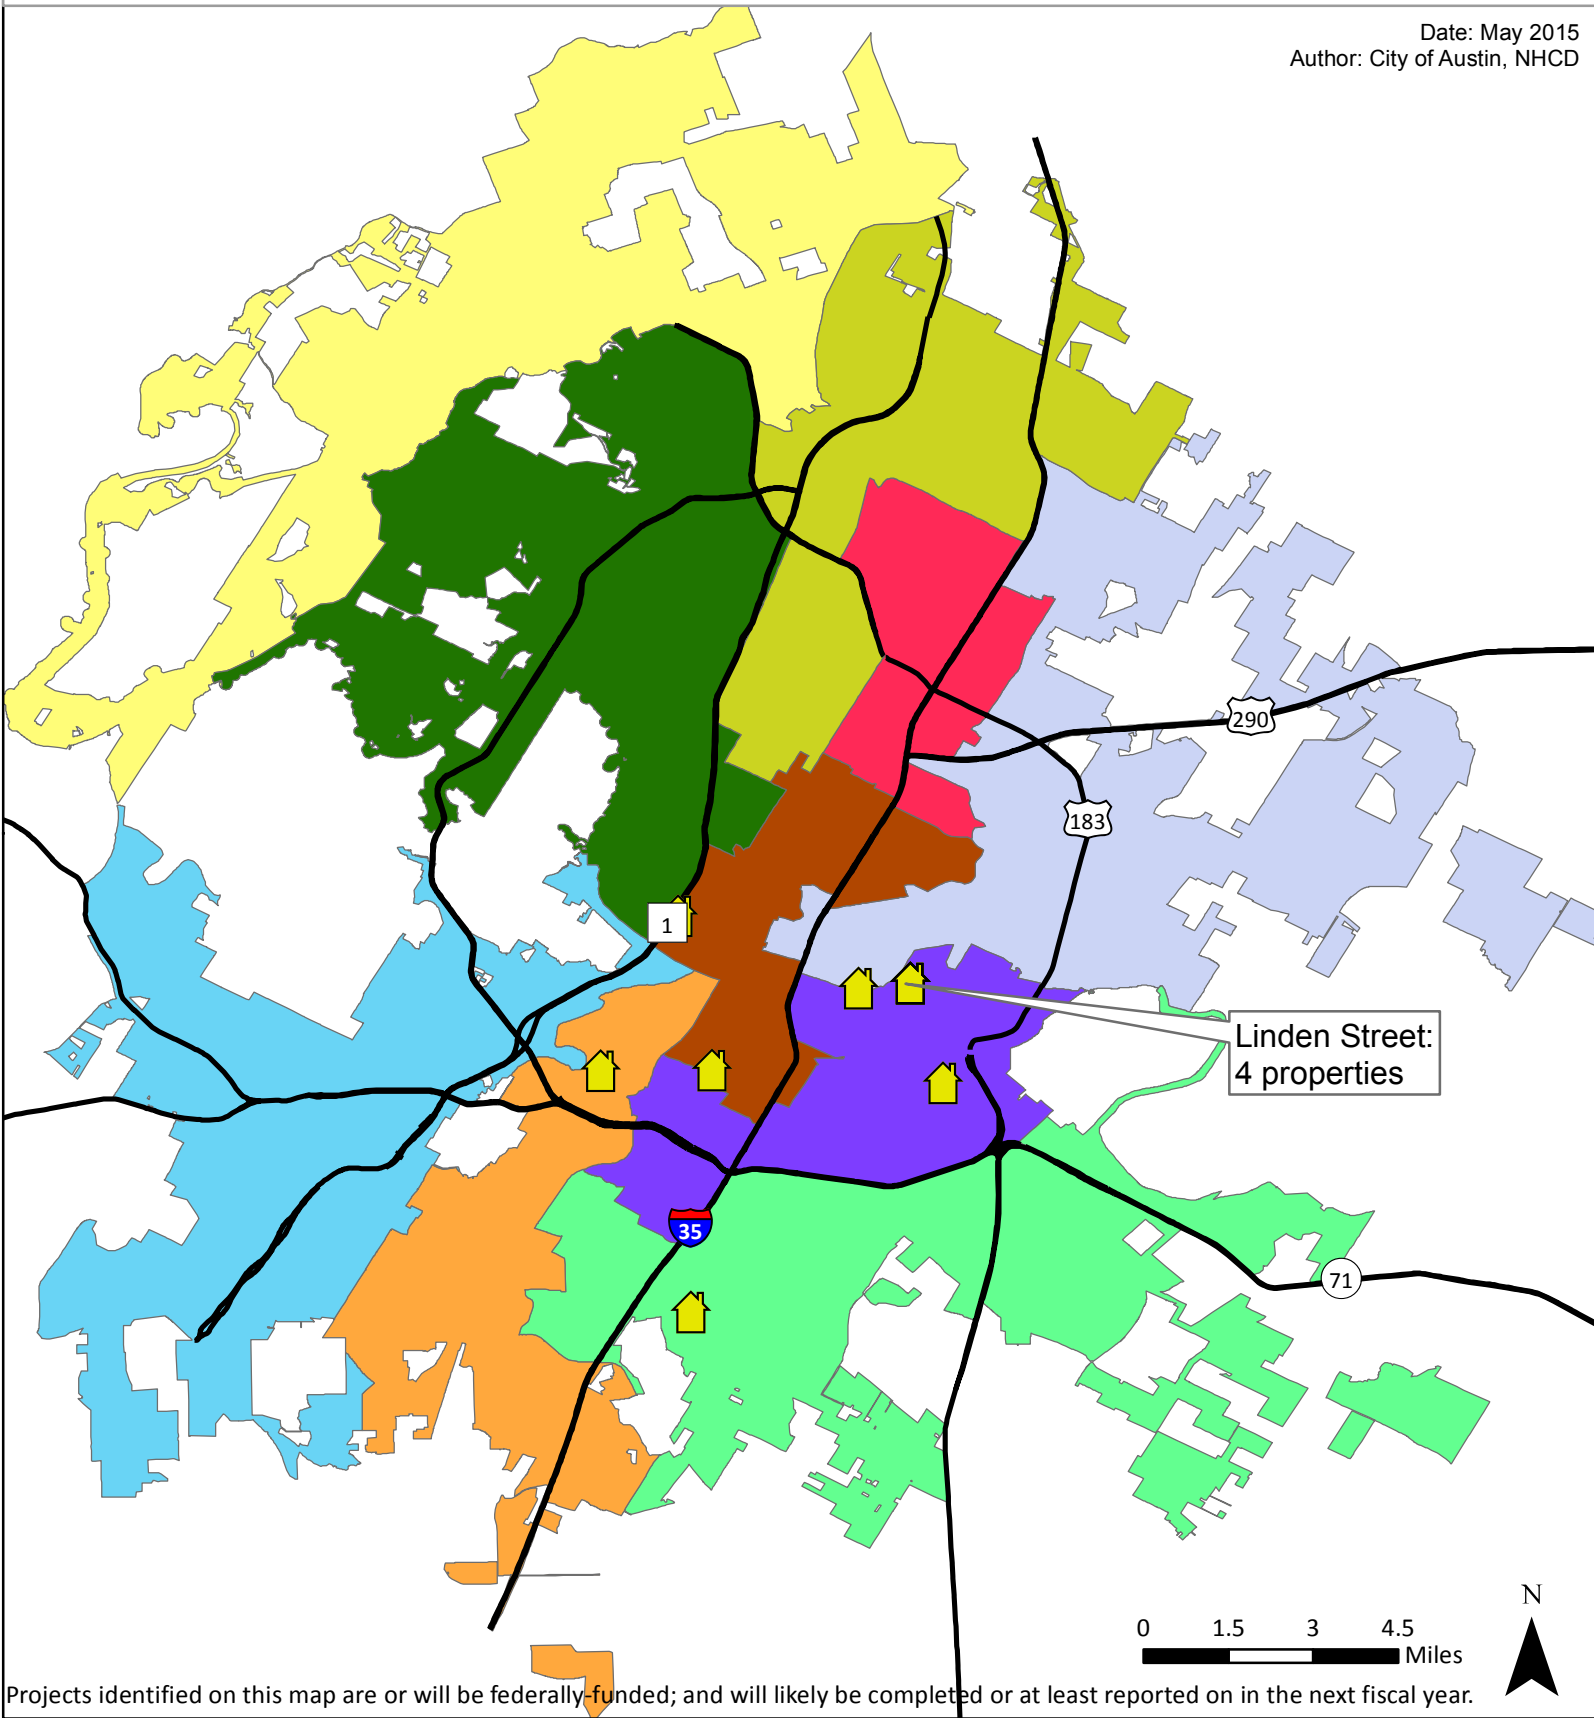 Date: May 2015
Author: City of Austin, NHCD
290
183
1
Linden Street:
4 properties
35
71
N
0 1.5 3 4.5
Miles
Projects identified on this map are or will be federally-funded; and will likely be completed or at least reported on in the next fiscal year.